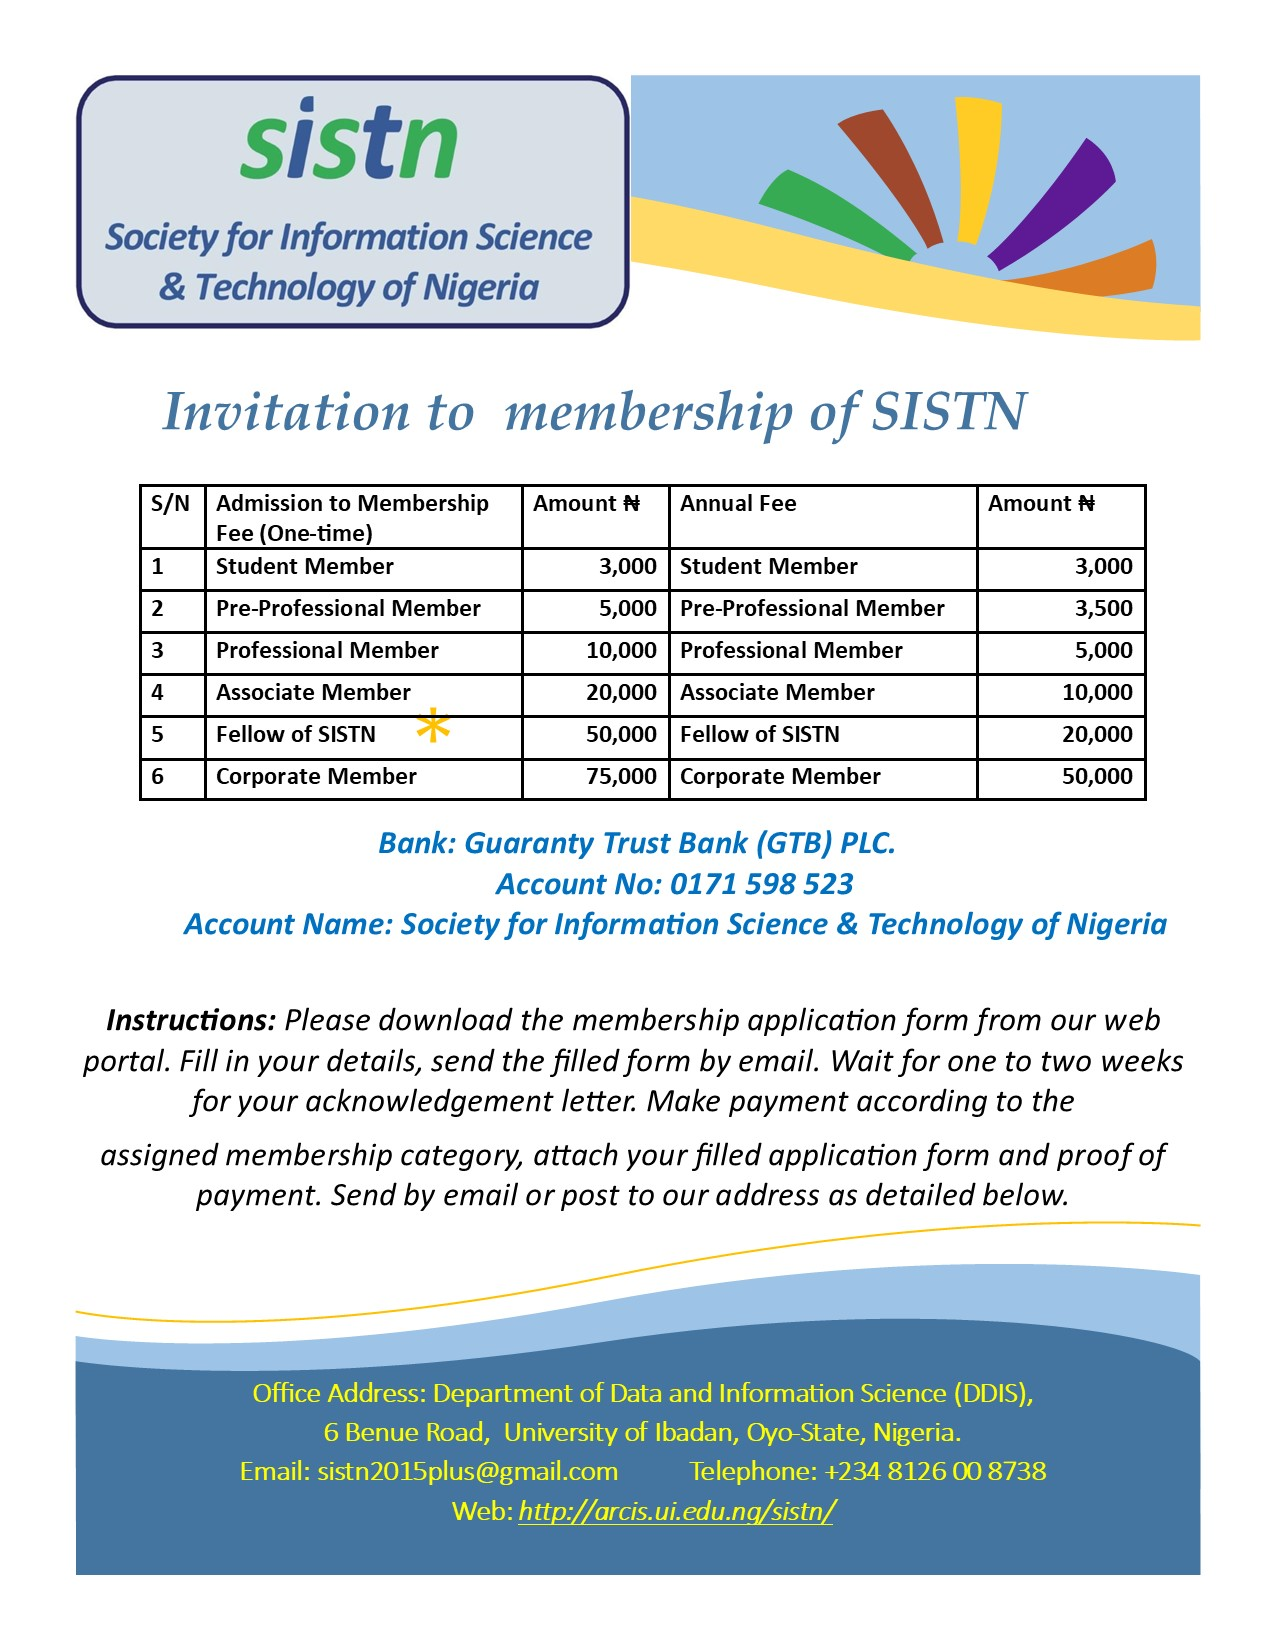 sistn
Society for Information Science
& Technology of Nigeria
Invitation to  membership of SISTN
S/N Admission to Membership Fee (One-time) Amount ₦ Annual Fee Amount ₦
1 Student Member 3,000 Student Member 3,000
2 Pre-Professional Member 5,000 Pre-Professional Member 3,500
3 Professional Member 10,000 Professional Member 5,000
4 Associate Member 20,000 Associate Member 10,000
5 Fellow of SISTN * 50,000 Fellow of SISTN 20,000
6 Corporate Member 75,000 Corporate Member 50,000
Bank: Guaranty Trust Bank (GTB) PLC.
Account No: 0171 598 523
Account Name: Society for Information Science & Technology of Nigeria
Instructions: Please download the membership application form from our web
portal. Fill in your details, send the filled form by email. Wait for one to two weeks
for your acknowledgement letter. Make payment according to the
assigned membership category, attach your filled application form and proof of
payment. Send by email or post to our address as detailed below.
Office Address: Department of Data and Information Science (DDIS),
6 Benue Road,  University of Ibadan, Oyo-State, Nigeria.
Email: sistn2015plus@gmail.com Telephone: +234 8126 00 8738
Web: http://arcis.ui.edu.ng/sistn/